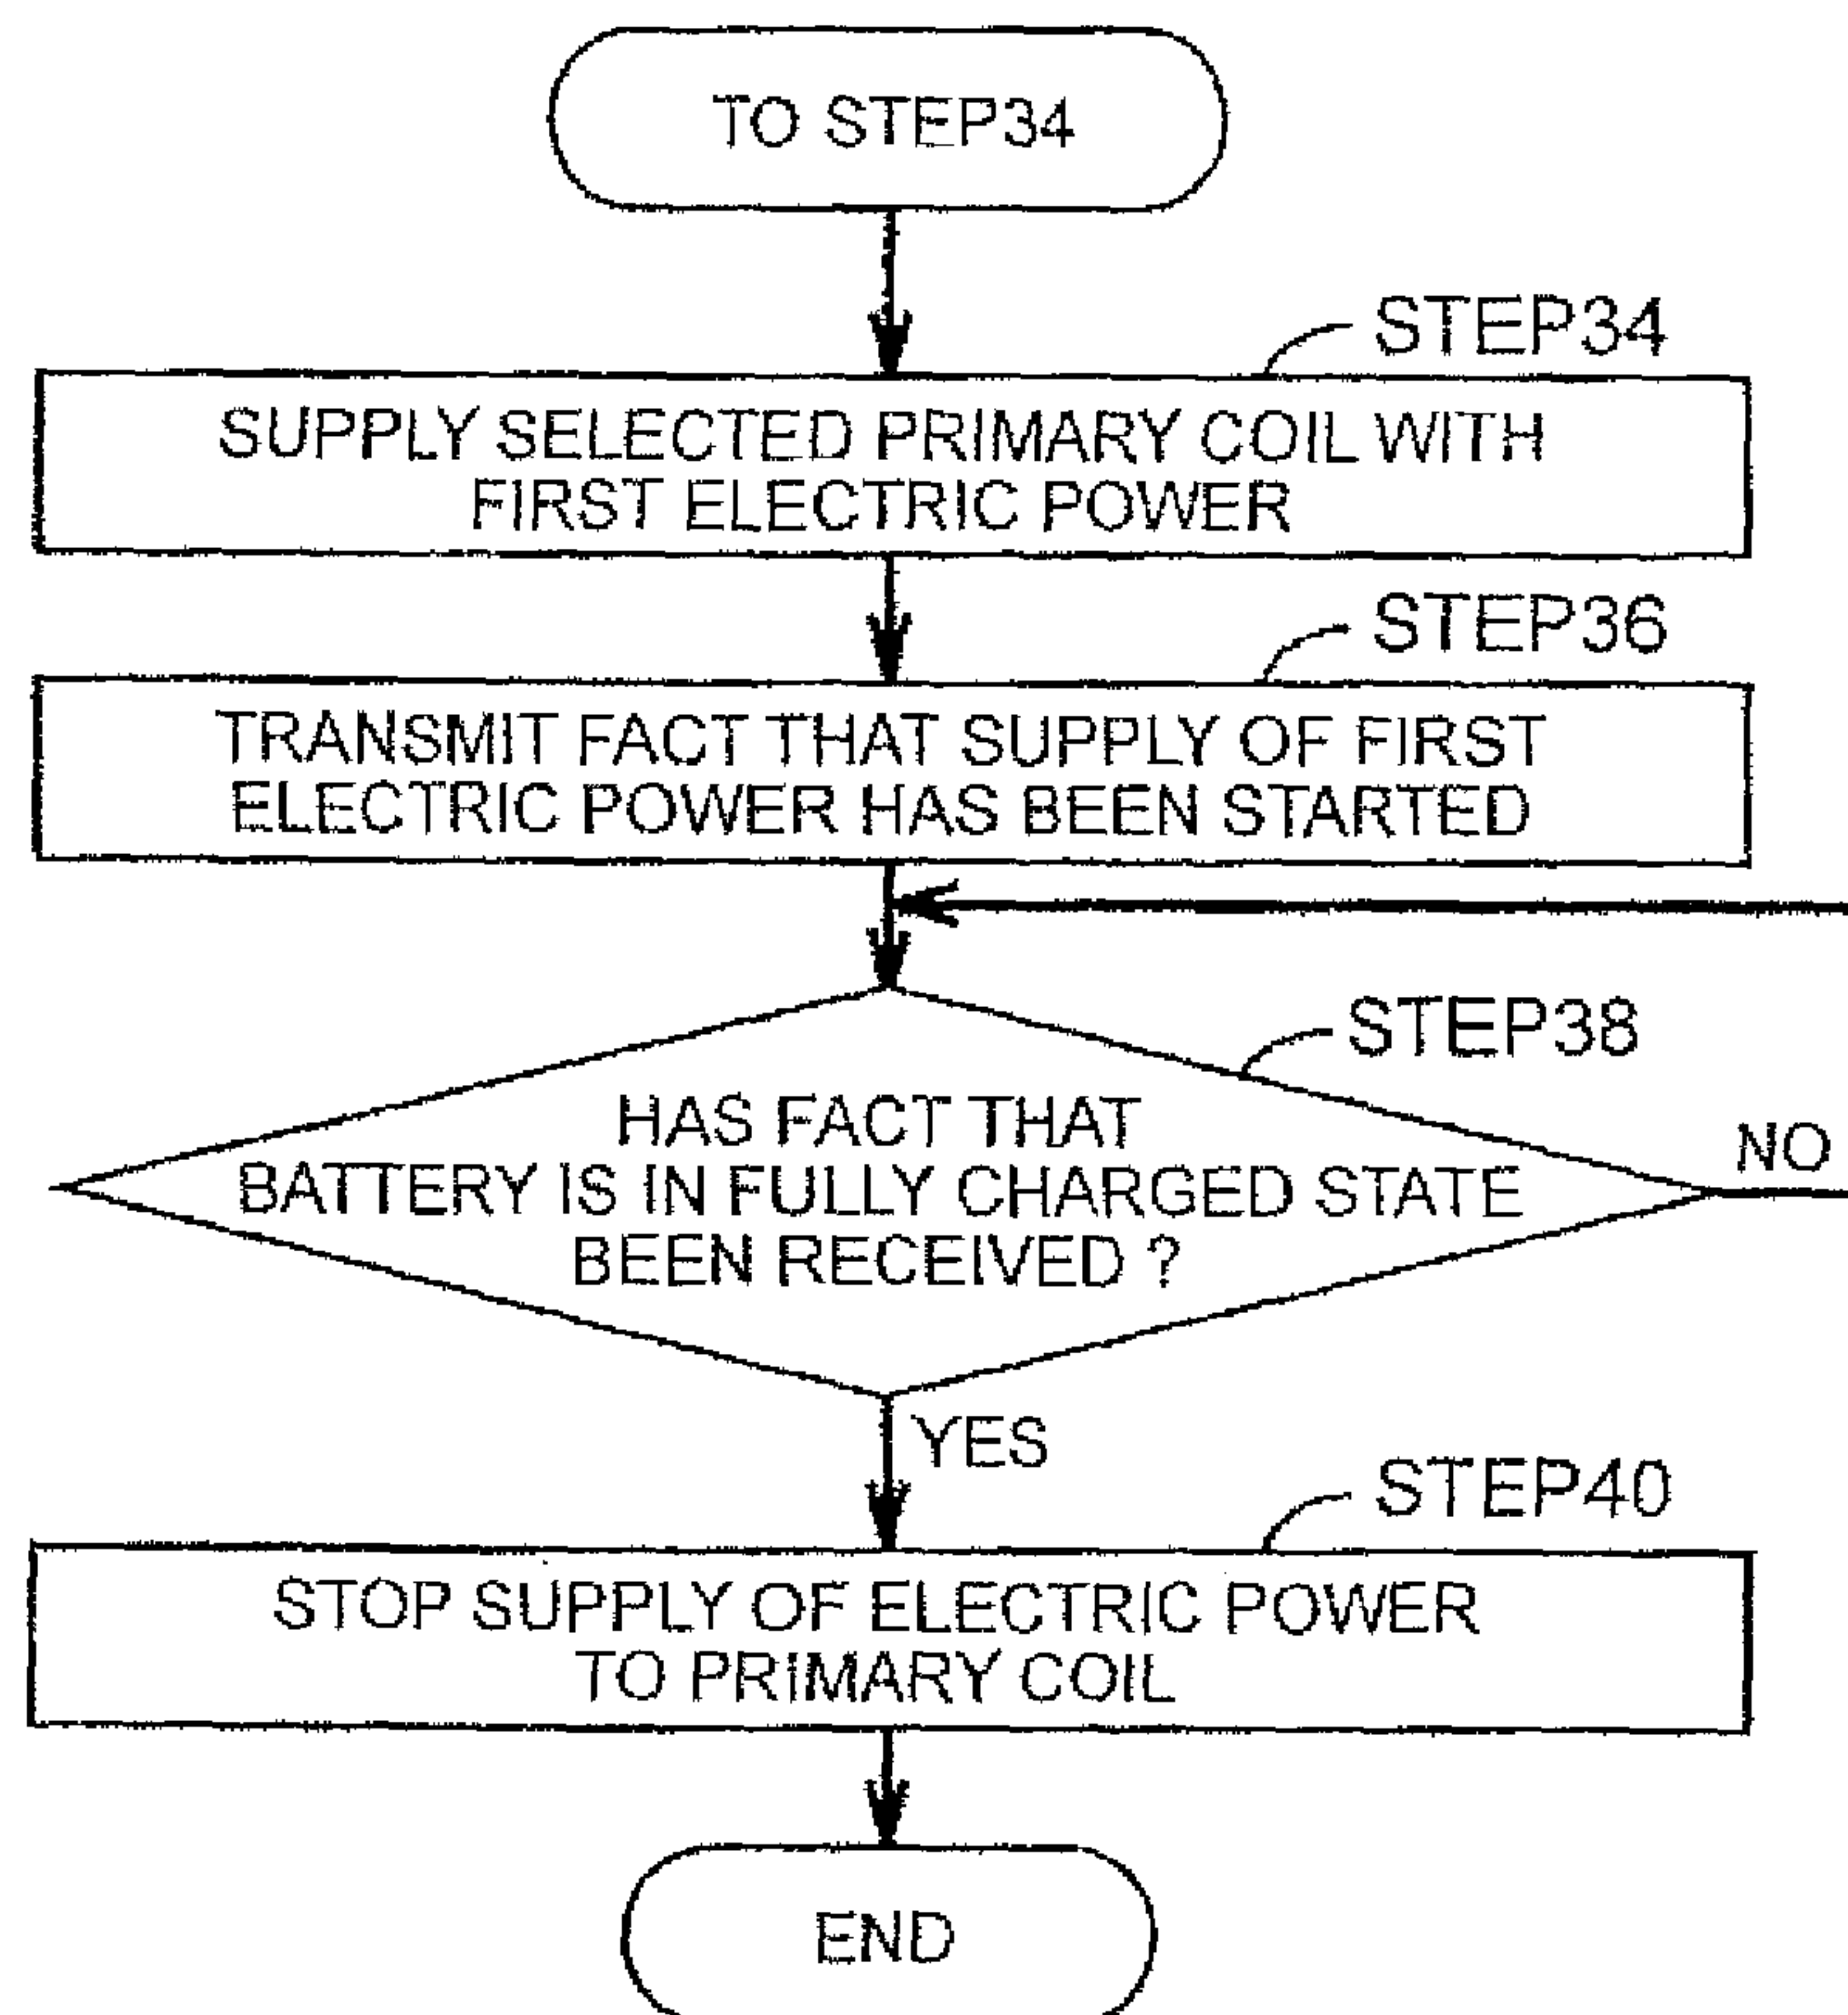 TO STEP34
STEP34
SUPPLY SELECTED PRIMARY COIL WITH
FIRST ELECTRIC POWER
STEP36
TRANSMIT FACT THAT SUPPLY OF FIRST
ELECTRIC POWER HAS BEEN STARTED
STEP38
HAS FACT THAT
BATTERY IS IN FULLY CHARGED STATE
BEEN RECEIVED ?
NO
YES
STEP40
STOP SUPPLY OF ELECTRIC POWER
TO PRIMARY COIL
END